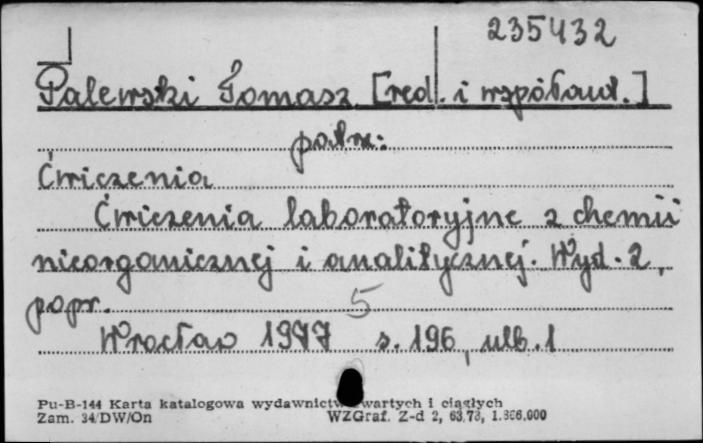 235432
Palewski Tomasz [red. i współaut.]
patrz:
Ćwiczenia
Ćwiczenia laboratoryjne z chemii
nieorganicznej i analitycznej. Wyd. 2,
popr. 5
Wrocław 1977 s. 196, ulb. 1
Pu-B-144 Karta katalogowa wydawnictw zwartych i ciągłych
Zam. 34/DW/On WZGraf. Z-d 2, 63,73, 1.366.000